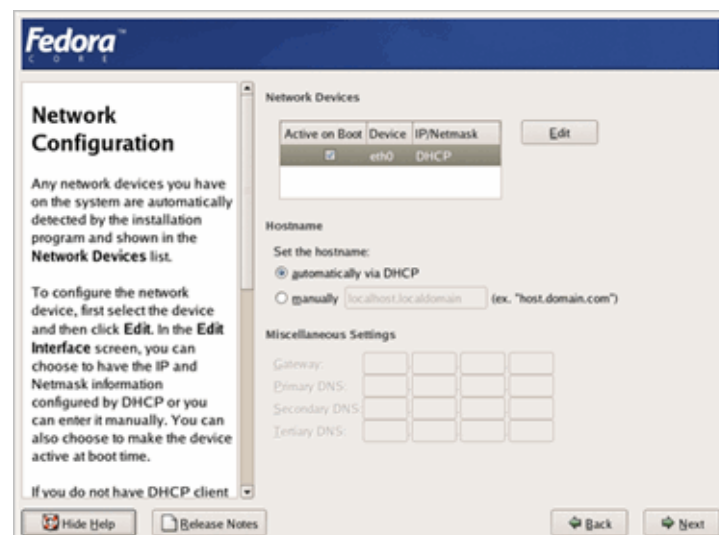 Fedora™
CORE
Network
Configuration
Any network devices you have
on the system are automatically
detected by the installation
program and shown in the
Network Devices list.
To configure the network
device, first select the device
and then click Edit. In the Edit
Interface screen, you can
choose to have the IP and
Netmask information
configured by DHCP or you
can enter it manually. You can
also choose to make the device
active at boot time.
If you do not have DHCP client
Network Devices
Active on Boot Device IP/Netmask
eth0 DHCP
Edit
Hostname
Set the hostname:
automatically via DHCP
manually localhost.localdomain (ex. "host.domain.com")
Miscellaneous Settings
Gateway:
Primary DNS:
Secondary DNS:
Tertiary DNS:
Hide Help
Release Notes
Back
Next